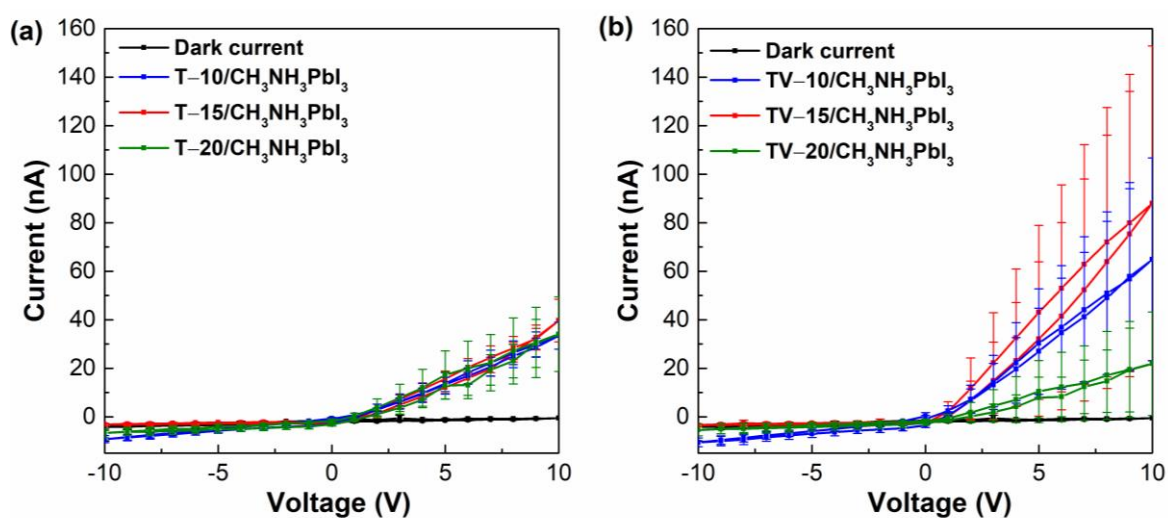 (a)
160
140
120
100
80
60
40
20
0
Current (nA)
Dark current
T–10/CH₃NH₃PbI₃
T–15/CH₃NH₃PbI₃
T–20/CH₃NH₃PbI₃
-10
-5
0
5
10
Voltage (V)
(b)
160
140
120
100
80
60
40
20
0
Current (nA)
Dark current
TV–10/CH₃NH₃PbI₃
TV–15/CH₃NH₃PbI₃
TV–20/CH₃NH₃PbI₃
-10
-5
0
5
10
Voltage (V)